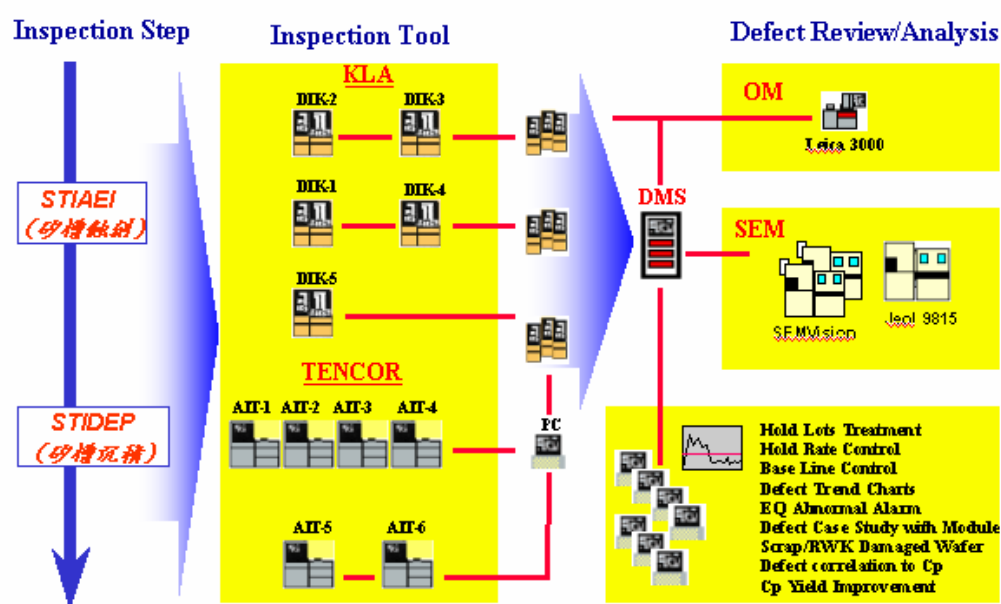 Inspection Step
Inspection Tool
Defect Review/Analysis
KLA
DIK-2
DIK-3
DIK-1
DIK-4
DIK-5
TENCOR
AIT-1
AIT-2
AIT-3
AIT-4
AIT-5
AIT-6
PC
STIAEI
(矽槽蝕刻)
STIDEP
(矽槽沉積)
DMS
OM
Leica 3000
SEM
SEMVision
Jeol 9815
Hold Lots Treatment
Hold Rate Control
Base Line Control
Defect Trend Charts
EQ Abnormal Alarm
Defect Case Study with Module
Scrap/RWK Damaged Wafer
Defect correlation to Cp
Cp Yield Improvement